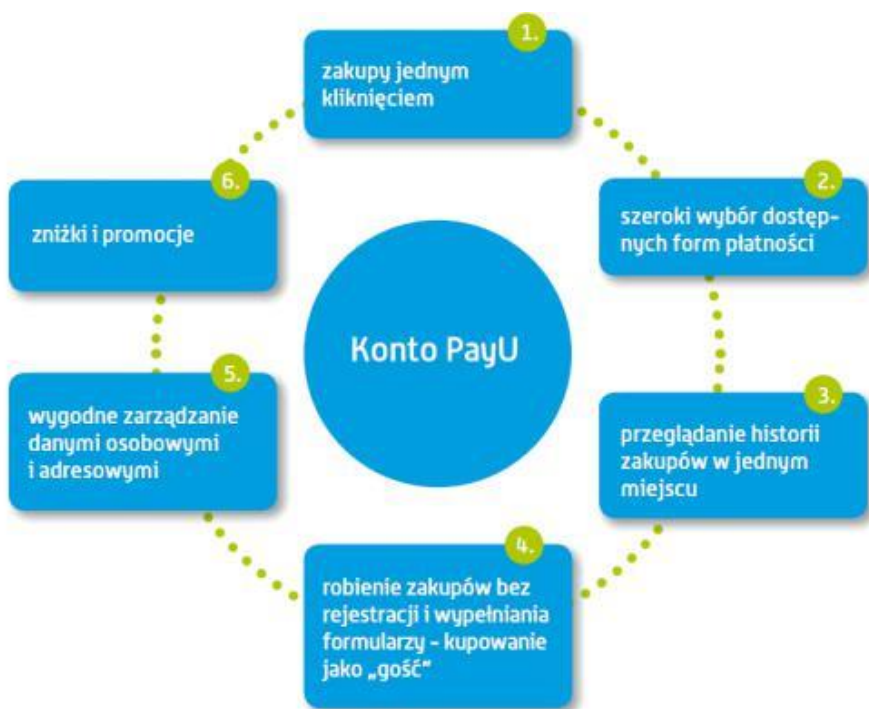 1.
zakupy jednym
kliknięciem
2.
szeroki wybór dostęp-
nych form płatności
3.
przeglądanie historii
zakupów w jednym
miejscu
4.
robienie zakupów bez
rejestracji i wypełniania
formularzy – kupowanie
jako „gość”
5.
wygodne zarządzanie
danymi osobowymi
i adresowymi
6.
zniżki i promocje
Konto PayU